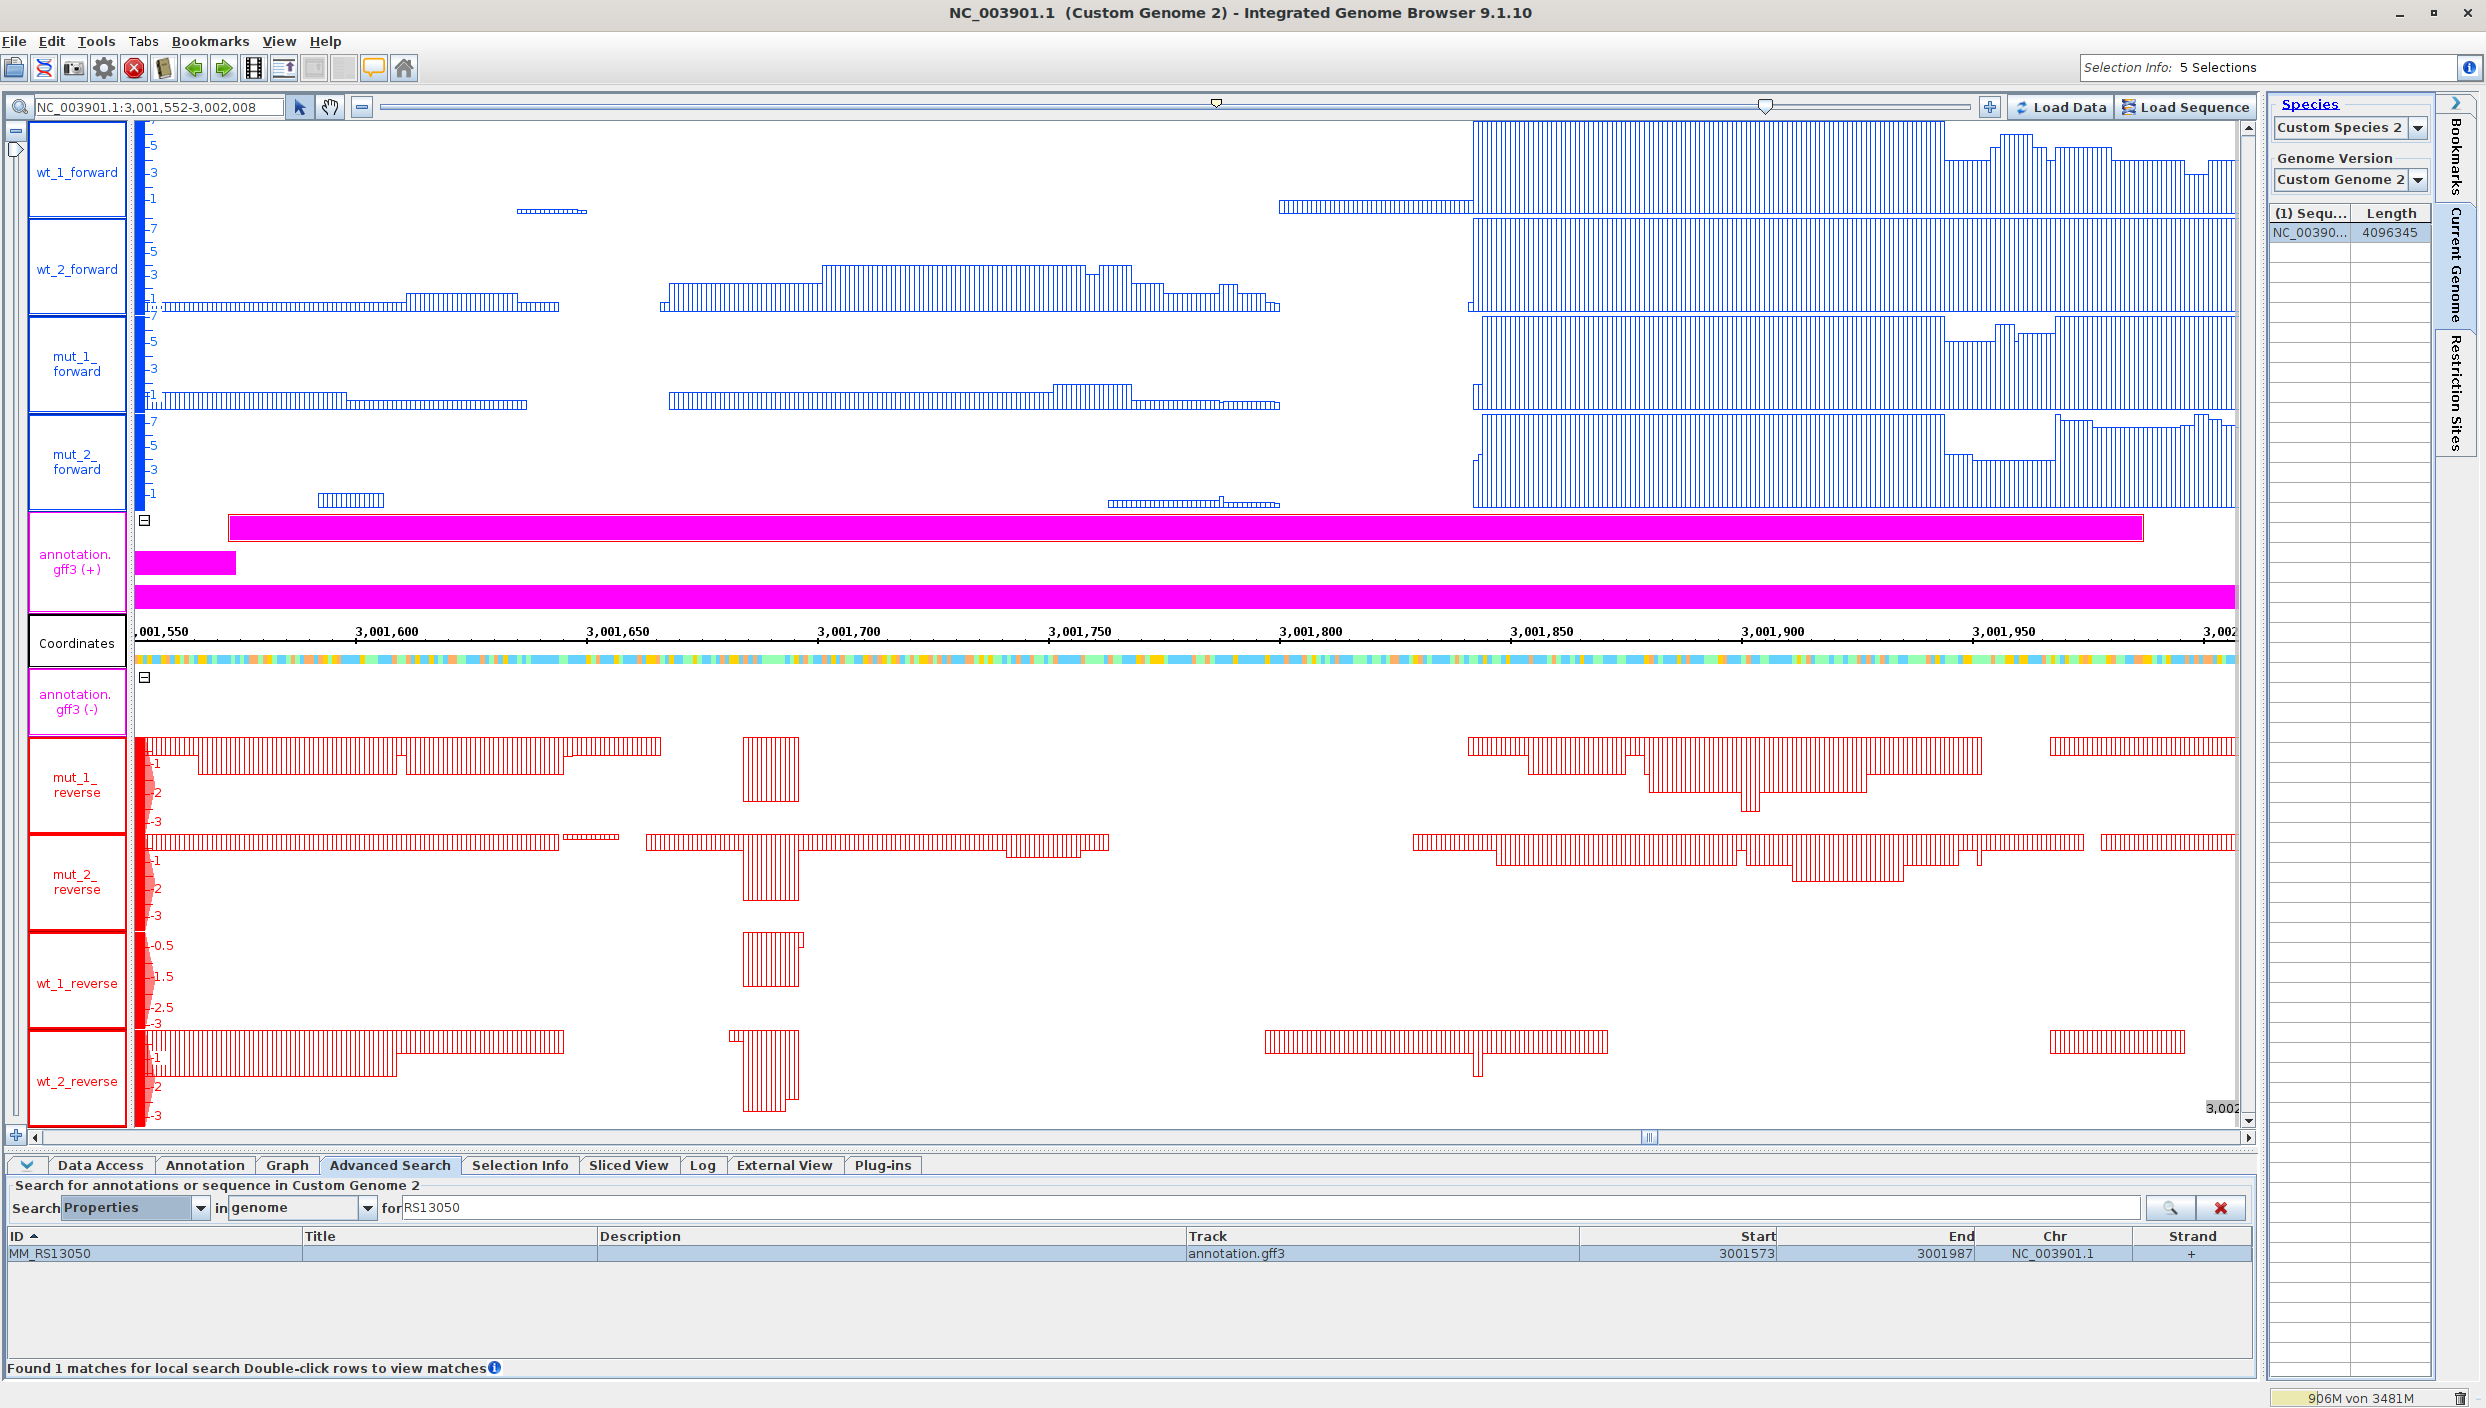 NC_003901.1 (Custom Genome 2) - Integrated Genome Browser 9.1.10
File Edit Tools Tabs Bookmarks View Help
Selection Info: 5 Selections
NC_003901.1:3,001,552-3,002,008
Load Data
Load Sequence
wt_1_forward
5
3
1
wt_2_forward
7
5
3
1
mut_1_
forward
7
5
3
1
mut_2_
forward
7
5
3
1
annotation.
gff3 (+)
Coordinates
,001,550 3,001,600 3,001,650 3,001,700 3,001,750 3,001,800 3,001,850 3,001,900 3,001,950 3,002
annotation.
gff3 (-)
mut_1_
reverse
-1
-2
-3
mut_2_
reverse
-1
-2
-3
wt_1_reverse
-0.5
-1.5
-2.5
-3
wt_2_reverse
-1
-2
-3
3,002
Species
Custom Species 2
Genome Version
Custom Genome 2
(1) Sequ... Length
NC_00390... 4096345
Bookmarks
Current Genome
Restriction Sites
Data Access Annotation Graph Advanced Search Selection Info Sliced View Log External View Plug-ins
Search for annotations or sequence in Custom Genome 2
Search Properties in genome for RS13050
ID Title Description Track Start End Chr Strand
MM_RS13050 annotation.gff3 3001573 3001987 NC_003901.1 +
Found 1 matches for local search Double-click rows to view matches
906M von 3481M